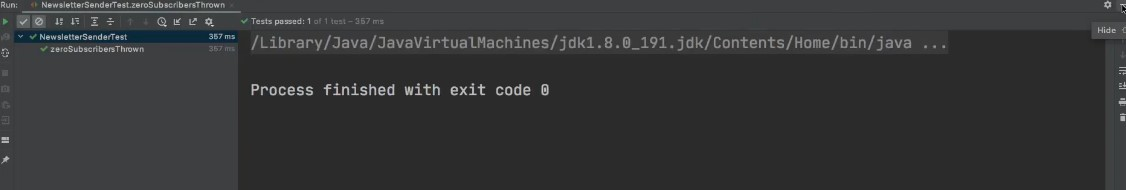 Run: NewsletterSenderTest.zeroSubscribersThrown
Tests passed: 1 of 1 test – 357 ms
NewsletterSenderTest 357 ms
zeroSubscribersThrown 357 ms
/Library/Java/JavaVirtualMachines/jdk1.8.0_191.jdk/Contents/Home/bin/java ...
Process finished with exit code 0
Hide